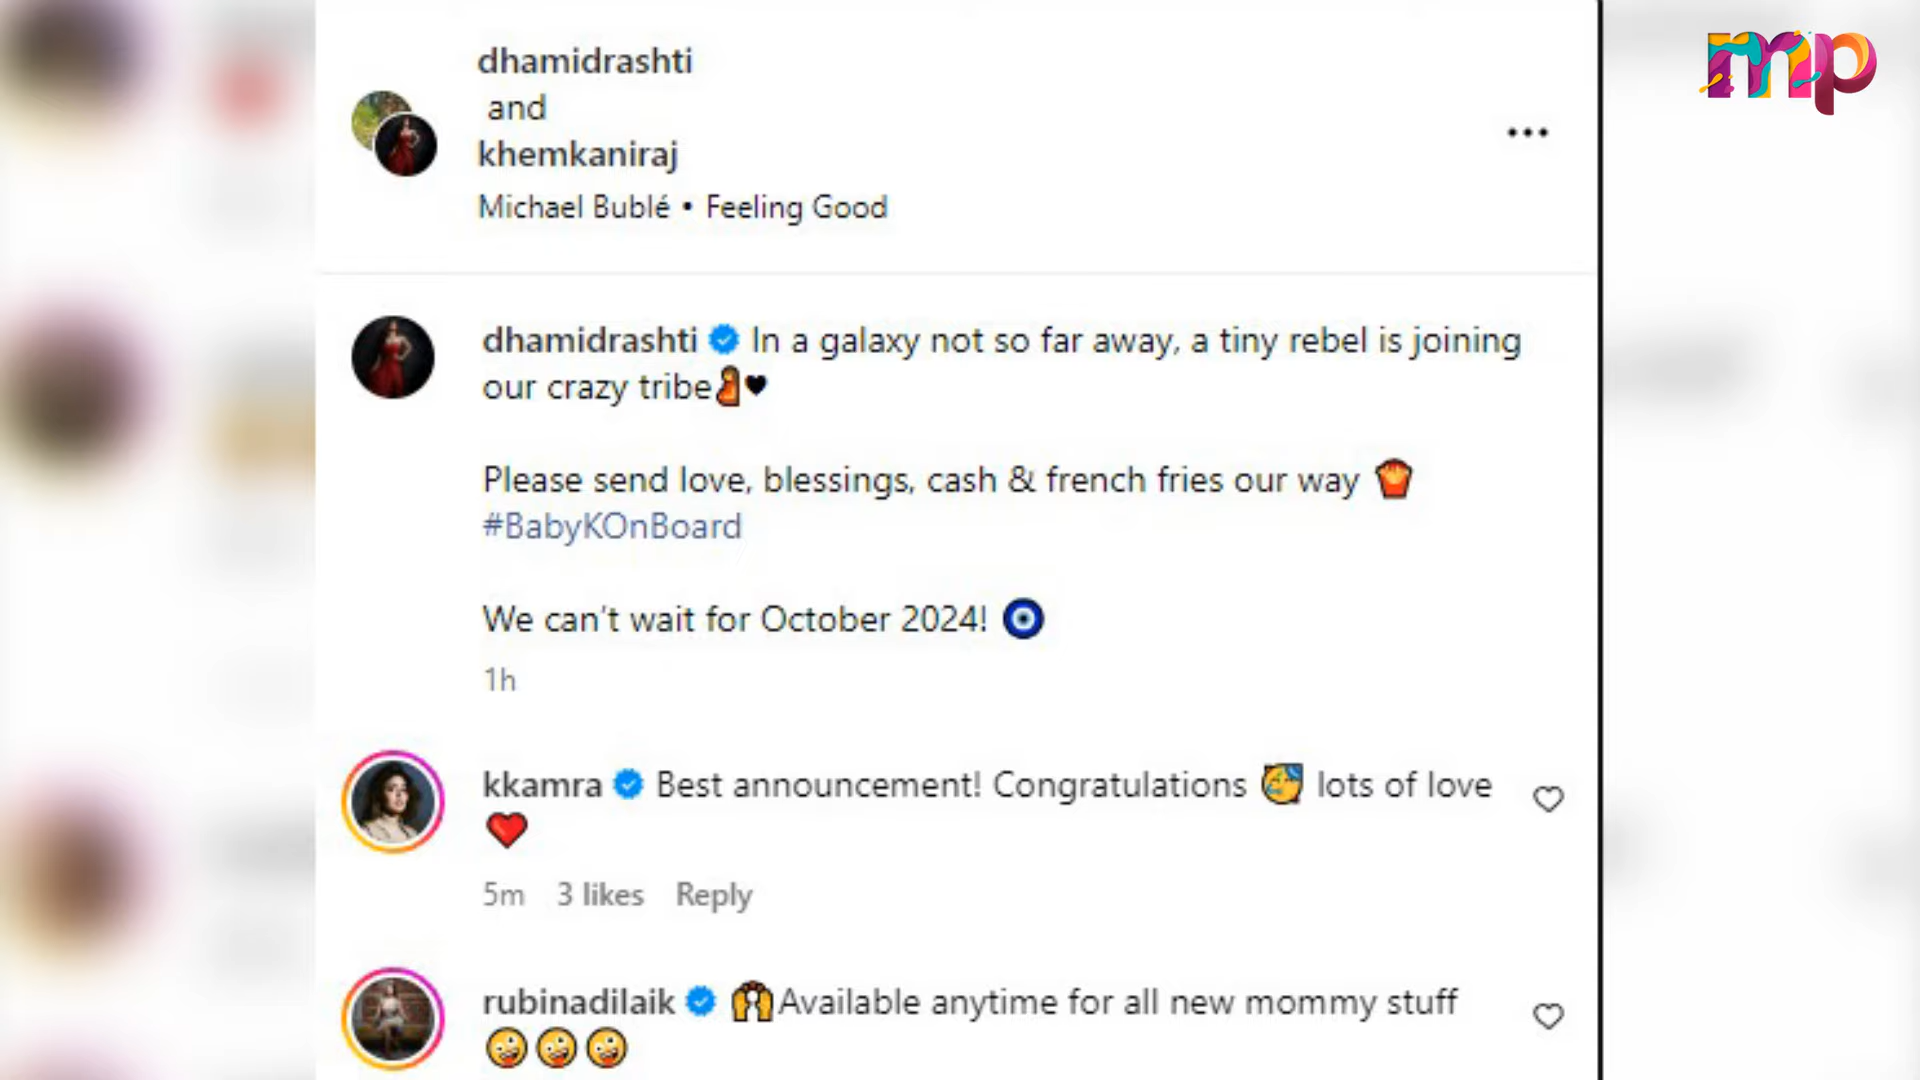 mp
dhamidrashti
and
khemkaniraj
Michael Bublé • Feeling Good
dhamidrashti In a galaxy not so far away, a tiny rebel is joining
our crazy tribe🤰♥
Please send love, blessings, cash & french fries our way 🍟
#BabyKOnBoard
We can't wait for October 2024! 🧿
1h
kkamra Best announcement! Congratulations 🥳 lots of love
❤️
5m 3 likes Reply
rubinadilaik 🙌Available anytime for all new mommy stuff
🤪🤪🤪